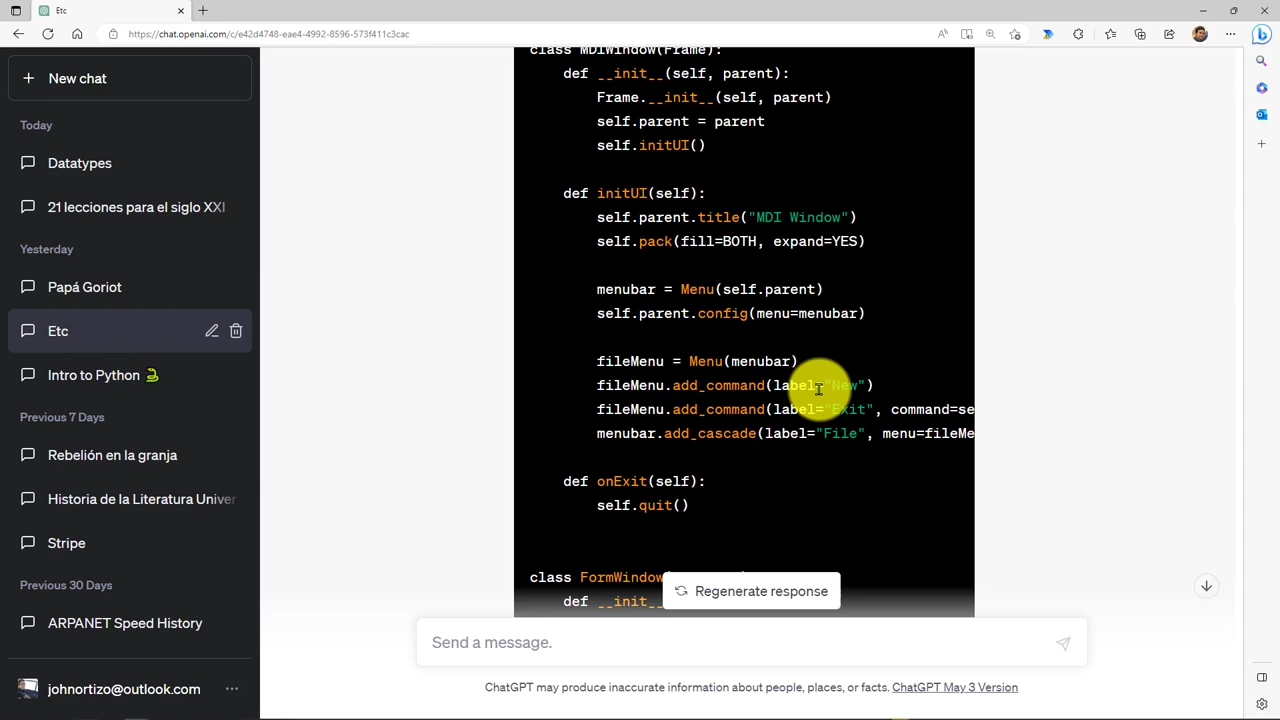 Etc
https://chat.openai.com/c/e42d4748-eae4-4992-8596-573f411c3cac
New chat
Today
Datatypes
21 lecciones para el siglo XXI
Yesterday
Papá Goriot
Etc
Intro to Python 🐍
Previous 7 Days
Rebelión en la granja
Historia de la Literatura Univer
Stripe
Previous 30 Days
ARPANET Speed History
johnortizo@outlook.com
class MDIWindow(Frame):
def __init__(self, parent):
Frame.__init__(self, parent)
self.parent = parent
self.initUI()
def initUI(self):
self.parent.title("MDI Window")
self.pack(fill=BOTH, expand=YES)
menubar = Menu(self.parent)
self.parent.config(menu=menubar)
fileMenu = Menu(menubar)
fileMenu.add_command(label="New")
fileMenu.add_command(label="Exit", command=se
menubar.add_cascade(label="File", menu=fileMe
def onExit(self):
self.quit()
class FormWindow
def __init__
Regenerate response
Send a message.
ChatGPT may produce inaccurate information about people, places, or facts. ChatGPT May 3 Version